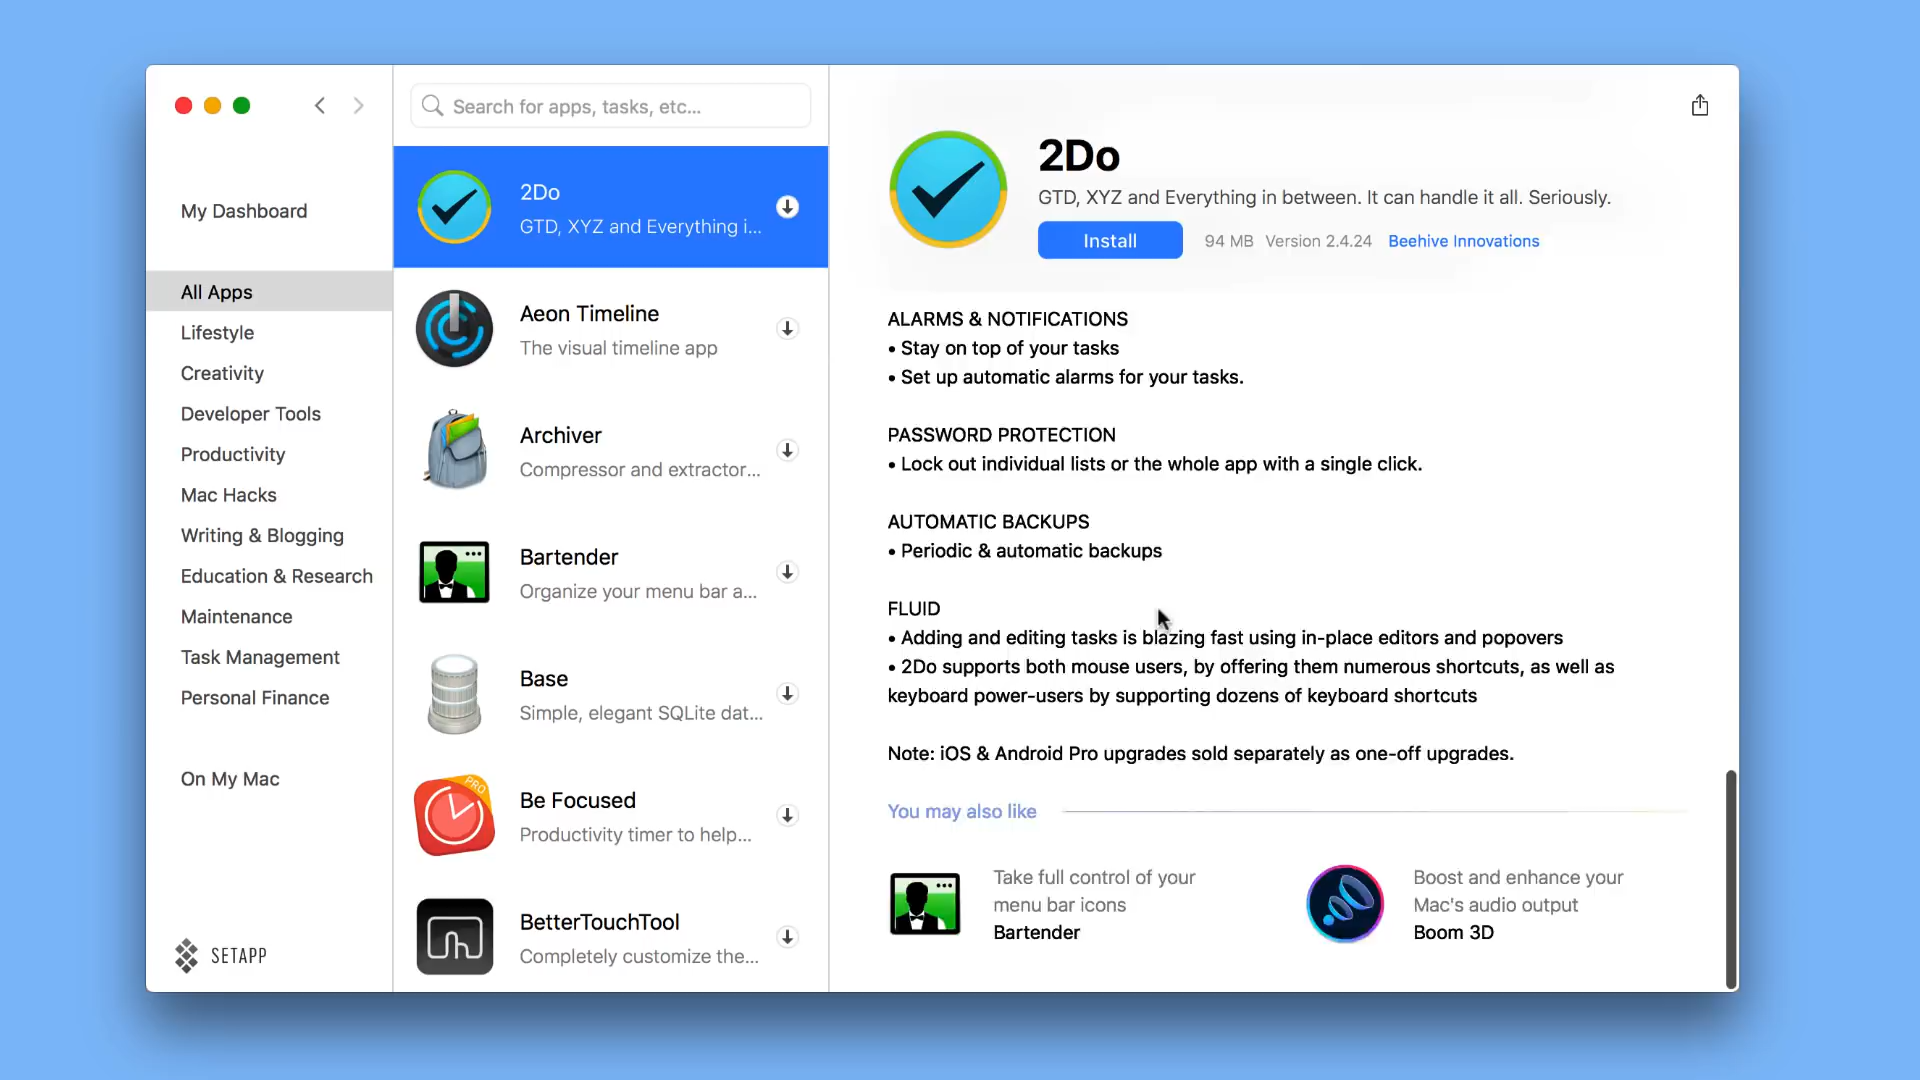 My Dashboard
All Apps
Lifestyle
Creativity
Developer Tools
Productivity
Mac Hacks
Writing & Blogging
Education & Research
Maintenance
Task Management
Personal Finance
On My Mac
SETAPP
Search for apps, tasks, etc...
2Do
GTD, XYZ and Everything i...
Aeon Timeline
The visual timeline app
Archiver
Compressor and extractor...
Bartender
Organize your menu bar a...
Base
Simple, elegant SQLite dat...
PRO
Be Focused
Productivity timer to help...
BetterTouchTool
Completely customize the...
2Do
GTD, XYZ and Everything in between. It can handle it all. Seriously.
Install 94 MB Version 2.4.24 Beehive Innovations
ALARMS & NOTIFICATIONS
• Stay on top of your tasks
• Set up automatic alarms for your tasks.
PASSWORD PROTECTION
• Lock out individual lists or the whole app with a single click.
AUTOMATIC BACKUPS
• Periodic & automatic backups
FLUID
• Adding and editing tasks is blazing fast using in-place editors and popovers
• 2Do supports both mouse users, by offering them numerous shortcuts, as well as
keyboard power-users by supporting dozens of keyboard shortcuts
Note: iOS & Android Pro upgrades sold separately as one-off upgrades.
You may also like
Take full control of your
menu bar icons
Bartender
Boost and enhance your
Mac's audio output
Boom 3D